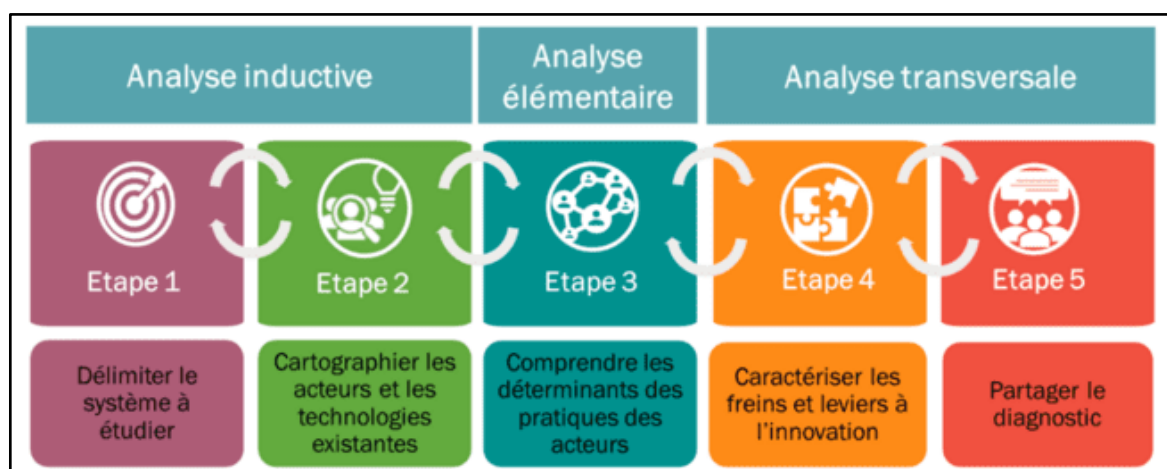 Analyse inductive
Analyse
élémentaire
Analyse transversale
Etape 1
Etape 2
Etape 3
Etape 4
Etape 5
Délimiter le
système à
étudier
Cartographier les
acteurs et les
technologies
existantes
Comprendre les
déterminants des
pratiques des
acteurs
Caractériser les
freins et leviers à
l'innovation
Partager le
diagnostic